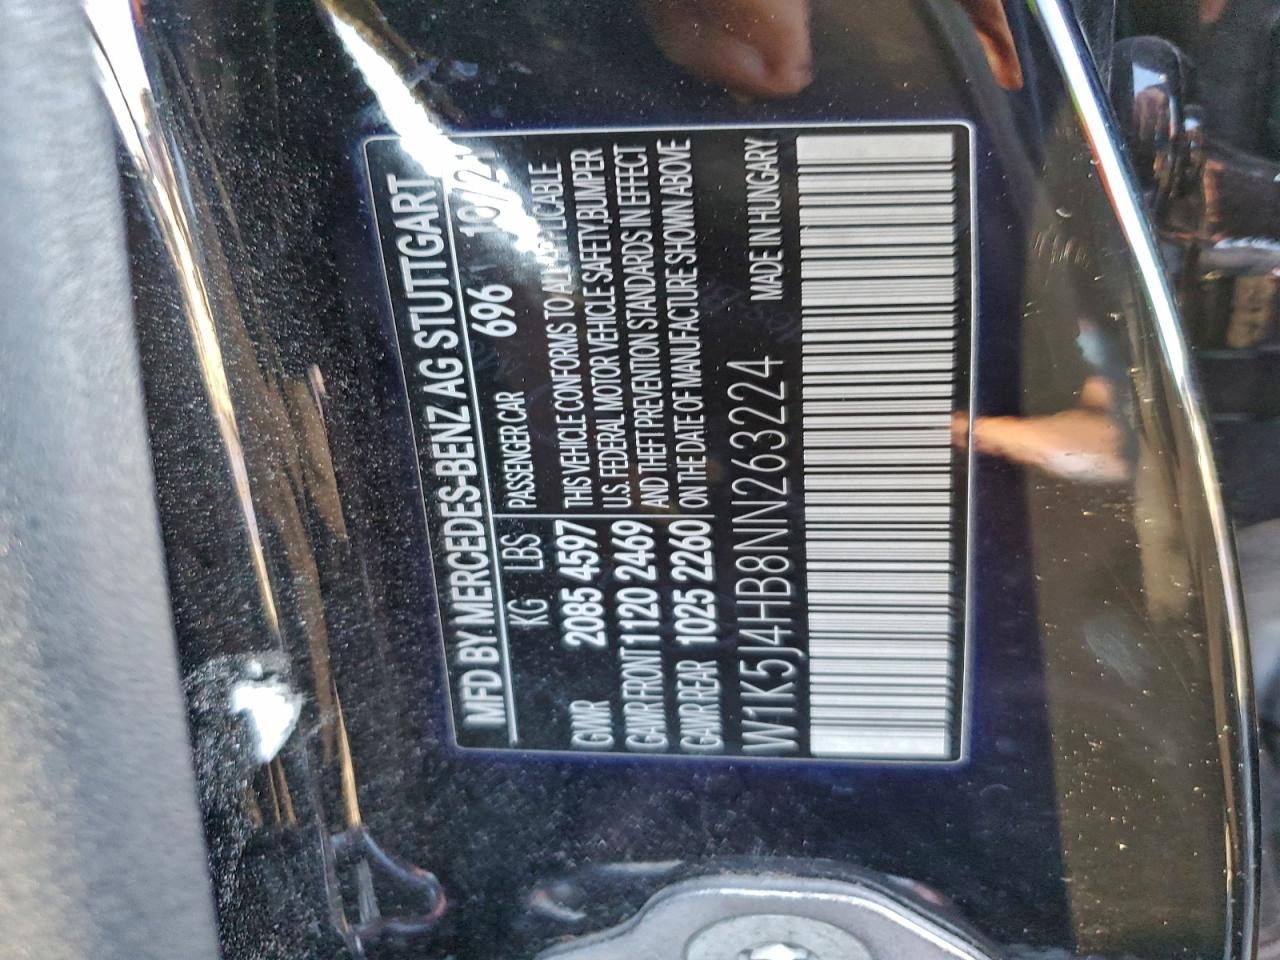 MFD BY MERCEDES-BENZ AG STUTTGART
KG LBS PASSENGER CAR 696
GVWR 2085 4597 THIS VEHICLE CONFORMS TO ALL APPLICABLE
GAWR FRONT 1120 2469 U.S. FEDERAL MOTOR VEHICLE SAFETY,BUMPER
GAWR REAR 1025 2260 AND THEFT PREVENTION STANDARDS IN EFFECT
ON THE DATE OF MANUFACTURE SHOWN ABOVE
W1K5J4HB8NN263224 MADE IN HUNGARY